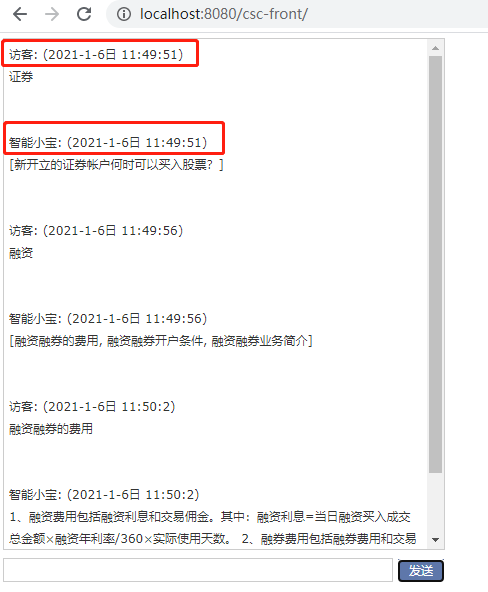 localhost:8080/csc-front/
访客: (2021-1-6日 11:49:51)
证券
智能小宝: (2021-1-6日 11:49:51)
[新开立的证券帐户何时可以买入股票? ]
访客: (2021-1-6日 11:49:56)
融资
智能小宝: (2021-1-6日 11:49:56)
[融资融券的费用, 融资融券开户条件, 融资融券业务简介]
访客: (2021-1-6日 11:50:2)
融资融券的费用
智能小宝: (2021-1-6日 11:50:2)
1、融资费用包括融资利息和交易佣金。其中: 融资利息=当日融资买入成交
总金额×融资年利率/360×实际使用天数。 2、融券费用包括融券费用和交易
发送